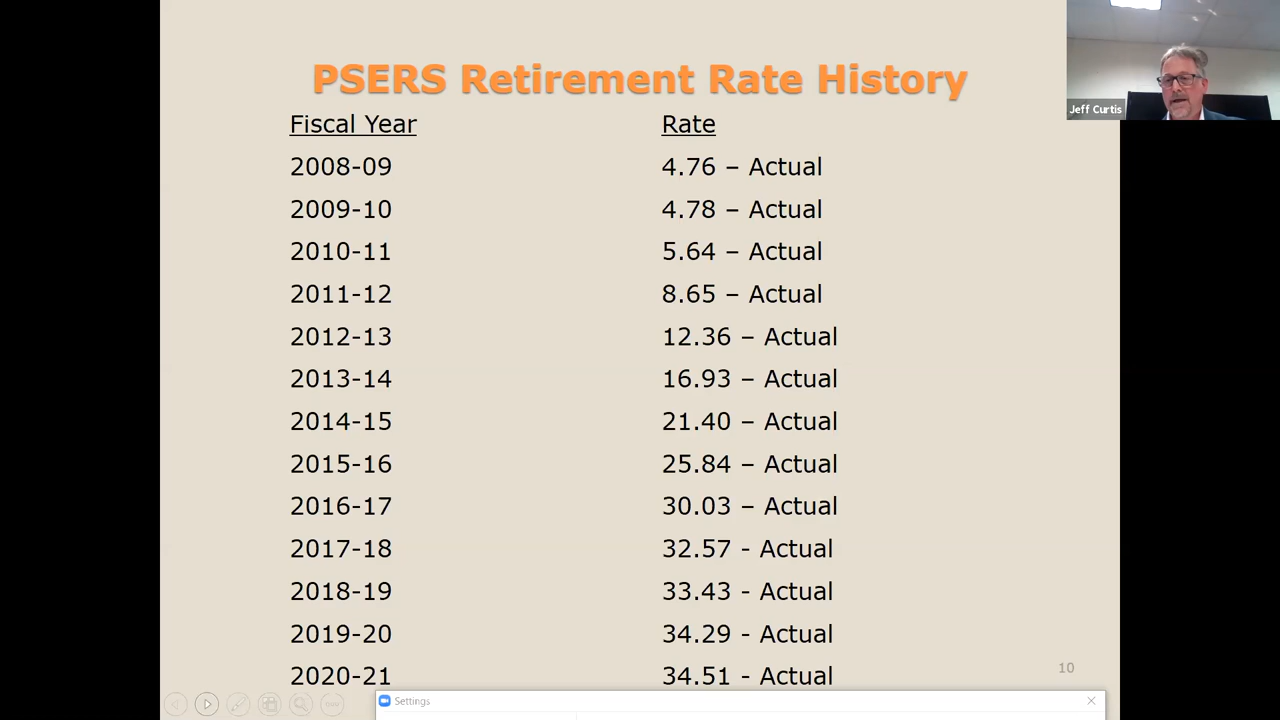 PSERS Retirement Rate History
Jeff Curtis
Fiscal Year Rate
2008-09 4.76 – Actual
2009-10 4.78 – Actual
2010-11 5.64 – Actual
2011-12 8.65 – Actual
2012-13 12.36 – Actual
2013-14 16.93 – Actual
2014-15 21.40 – Actual
2015-16 25.84 – Actual
2016-17 30.03 – Actual
2017-18 32.57 - Actual
2018-19 33.43 - Actual
2019-20 34.29 - Actual
2020-21 34.51 - Actual
10
Settings